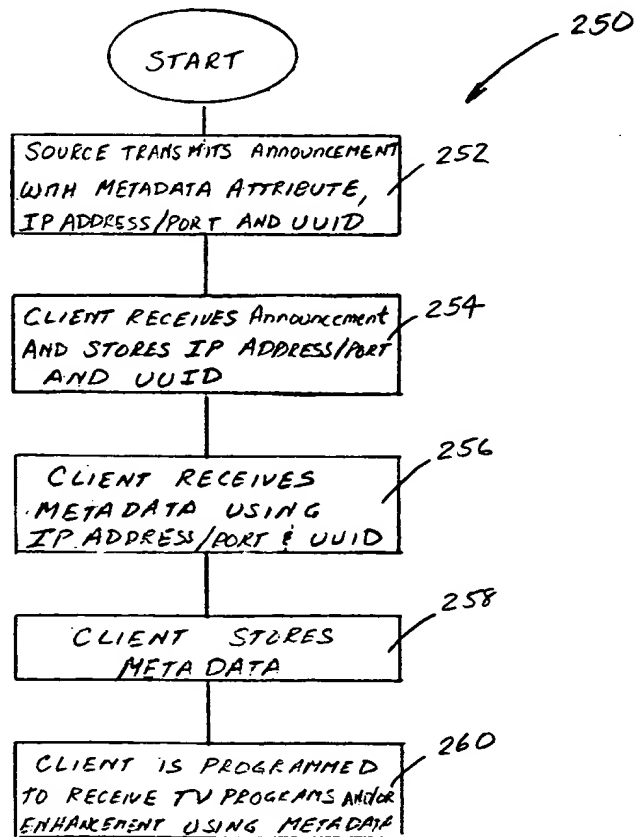 250
START
SOURCE TRANSMITS ANNOUNCEMENT
WITH METADATA ATTRIBUTE,
IP ADDRESS/PORT AND UUID
252
CLIENT RECEIVES Announcement
AND STORES IP ADDRESS/PORT
AND UUID
254
CLIENT RECEIVES
METADATA USING
IP ADDRESS/PORT & UUID
256
CLIENT STORES
META DATA
258
CLIENT IS PROGRAMMED
TO RECEIVE TV PROGRAMS AND/OR
ENHANCEMENT USING METADATA
260